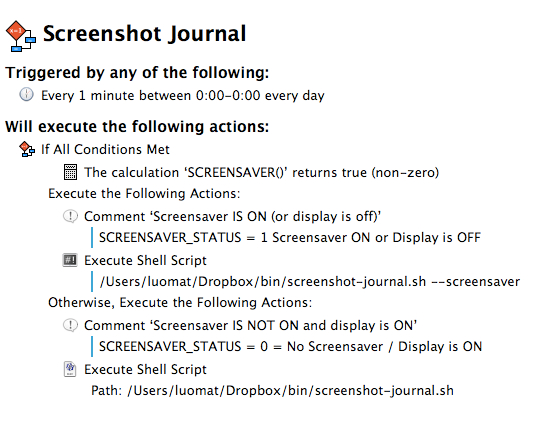 Screenshot Journal
Triggered by any of the following:
Every 1 minute between 0:00–0:00 every day
Will execute the following actions:
If All Conditions Met
The calculation ‘SCREENSAVER()’ returns true (non-zero)
Execute the Following Actions:
Comment ‘Screensaver IS ON (or display is off)’
SCREENSAVER_STATUS = 1 Screensaver ON or Display is OFF
Execute Shell Script
/Users/luomat/Dropbox/bin/screenshot-journal.sh --screensaver
Otherwise, Execute the Following Actions:
Comment ‘Screensaver IS NOT ON and display is ON’
SCREENSAVER_STATUS = 0 = No Screensaver / Display is ON
Execute Shell Script
Path: /Users/luomat/Dropbox/bin/screenshot-journal.sh